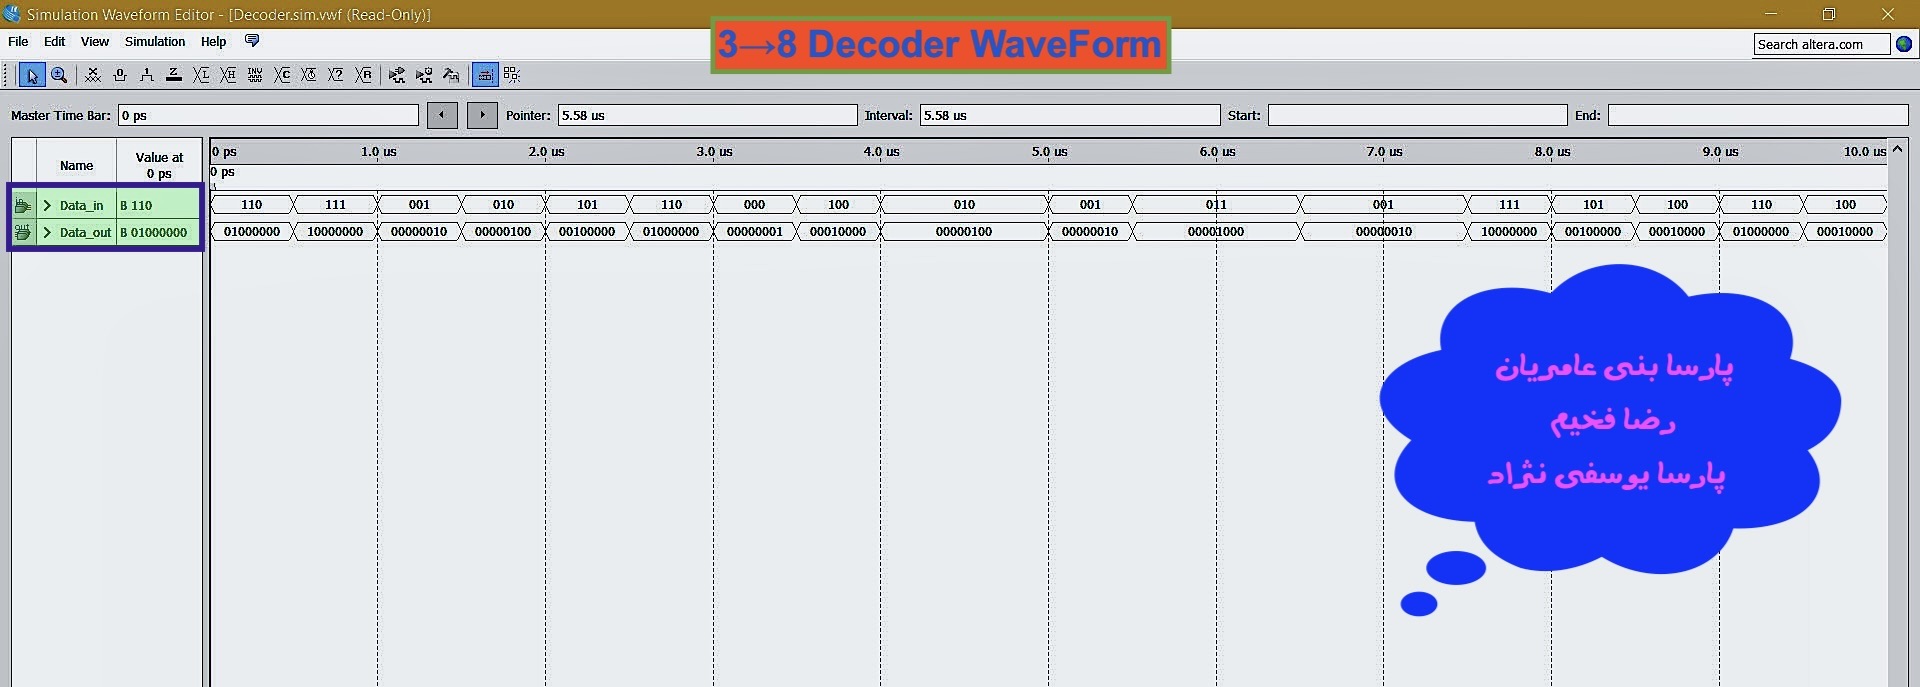 Simulation Waveform Editor - [Decoder.sim.vwf (Read-Only)]
3→8 Decoder WaveForm
File Edit View Simulation Help
Search altera.com
Master Time Bar: 0 ps Pointer: 5.58 us Interval: 5.58 us Start: End:
Name Value at 0 ps
0 ps 1.0 us 2.0 us 3.0 us 4.0 us 5.0 us 6.0 us 7.0 us 8.0 us 9.0 us 10.0 us
0 ps
Data_in B 110 110 111 001 010 101 110 000 100 010 001 011 001 111 101 100 110 100
Data_out B 01000000 01000000 10000000 00000010 00000100 00100000 01000000 00000001 00010000 00000100 00000010 00001000 00000010 10000000 00100000 00010000 01000000 00010000
پارسا بنی عامریان
رضا فخیم
پارسا یوسفی نژاد